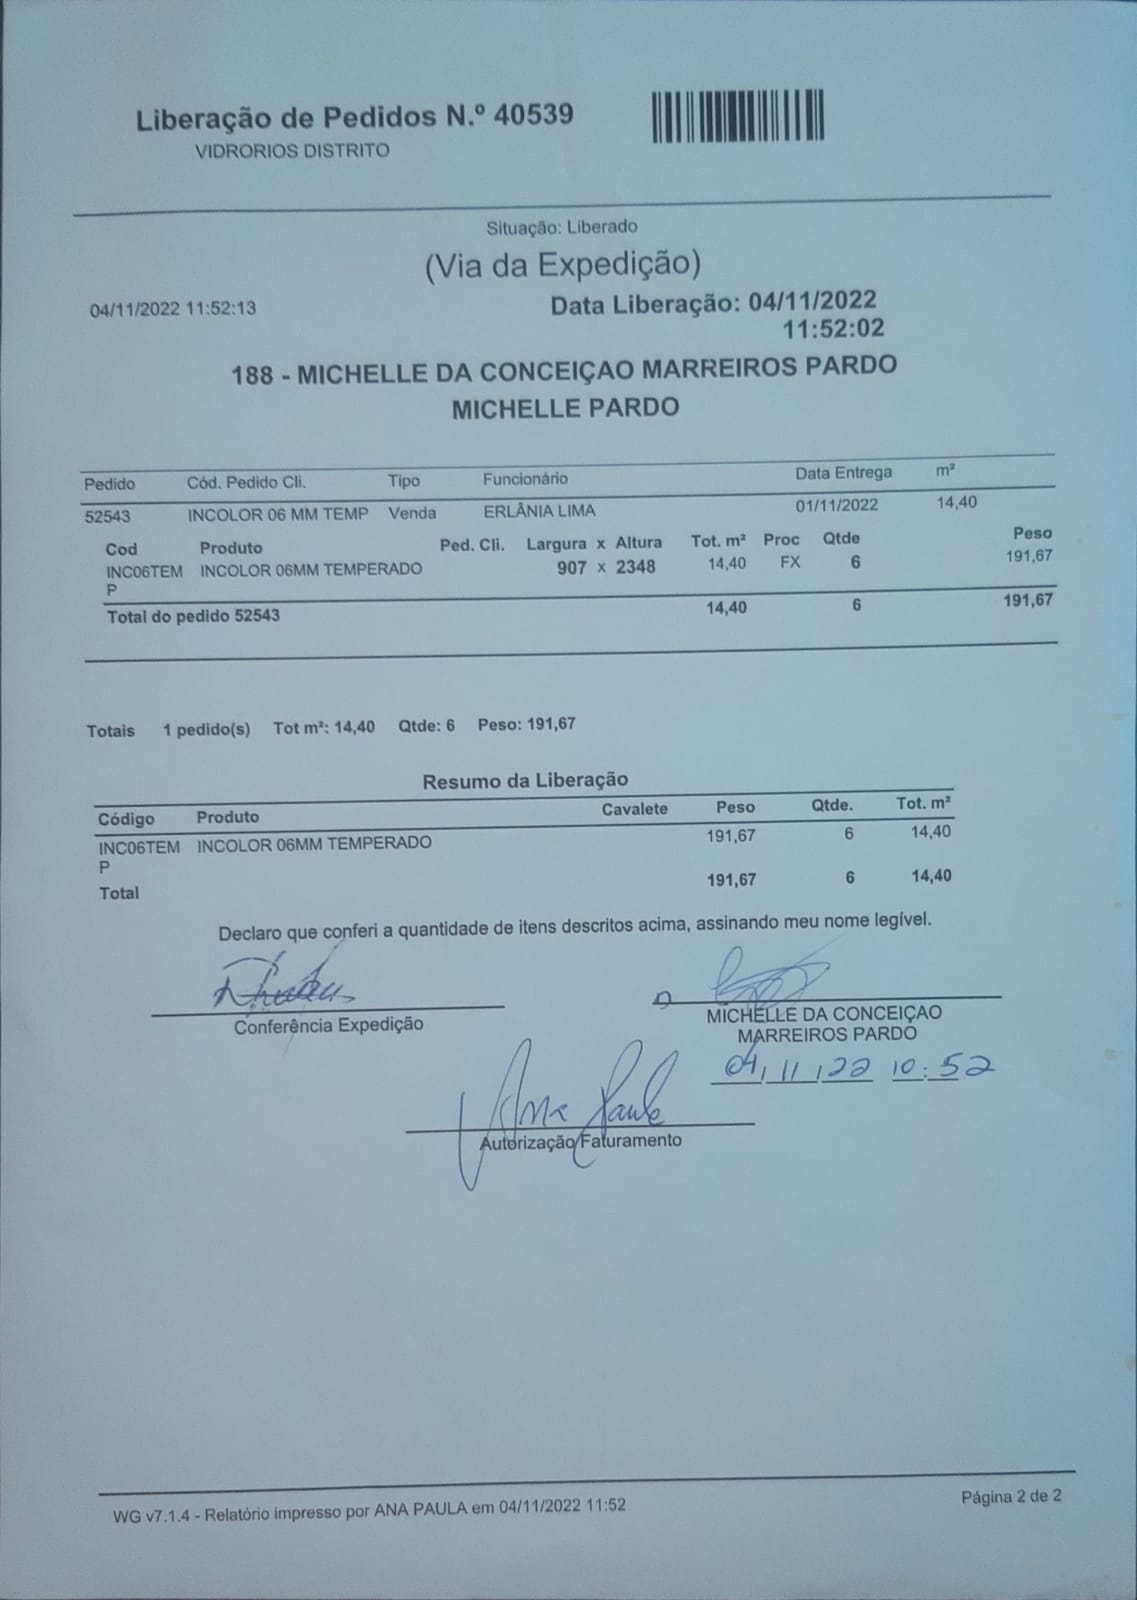 Liberação de Pedidos N.º 40539
VIDRORIOS DISTRITO
Situação: Liberado
(Via da Expedição)
04/11/2022 11:52:13
Data Liberação: 04/11/2022
11:52:02
188 - MICHELLE DA CONCEIÇAO MARREIROS PARDO
MICHELLE PARDO
Pedido Cód. Pedido Cli. Tipo Funcionário Data Entrega m²
52543 INCOLOR 06 MM TEMP Venda ERLÂNIA LIMA 01/11/2022 14,40
Cod Produto Ped. Cli. Largura x Altura Tot. m² Proc Qtde Peso
INC06TEM INCOLOR 06MM TEMPERADO 907 x 2348 14,40 FX 6 191,67
P
Total do pedido 52543 14,40 6 191,67
Totais 1 pedido(s) Tot m²: 14,40 Qtde: 6 Peso: 191,67
Resumo da Liberação
Código Produto Cavalete Peso Qtde. Tot. m²
INC06TEM INCOLOR 06MM TEMPERADO 191,67 6 14,40
P
Total 191,67 6 14,40
Declaro que conferi a quantidade de itens descritos acima, assinando meu nome legível.
Conferência Expedição
MICHELLE DA CONCEIÇAO
MARREIROS PARDO
04/11/22 10:52
Ana Paula
Autorização/Faturamento
WG v7.1.4 - Relatório impresso por ANA PAULA em 04/11/2022 11:52
Página 2 de 2